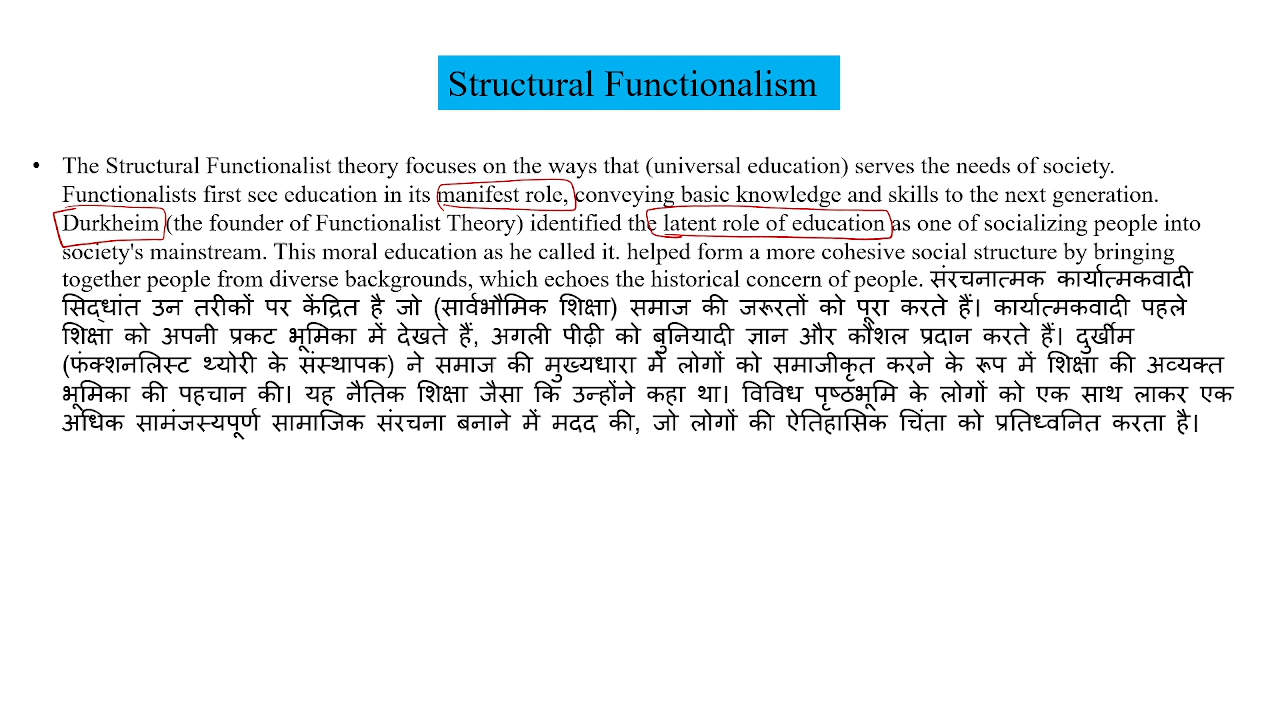 Structural Functionalism
• The Structural Functionalist theory focuses on the ways that (universal education) serves the needs of society.
Functionalists first see education in its manifest role, conveying basic knowledge and skills to the next generation.
Durkheim (the founder of Functionalist Theory) identified the latent role of education as one of socializing people into
society's mainstream. This moral education as he called it. helped form a more cohesive social structure by bringing
together people from diverse backgrounds, which echoes the historical concern of people. संरचनात्मक कार्यात्मकवादी
सिद्धांत उन तरीकों पर केंद्रित है जो (सार्वभौमिक शिक्षा) समाज की जरूरतों को पूरा करते हैं। कार्यात्मकवादी पहले
शिक्षा को अपनी प्रकट भूमिका में देखते हैं, अगली पीढ़ी को बुनियादी ज्ञान और कौशल प्रदान करते हैं। दुर्खीम
(फंक्शनलिस्ट थ्योरी के संस्थापक) ने समाज की मुख्यधारा में लोगों को समाजीकृत करने के रूप में शिक्षा की अव्यक्त
भूमिका की पहचान की। यह नैतिक शिक्षा जैसा कि उन्होंने कहा था। विविध पृष्ठभूमि के लोगों को एक साथ लाकर एक
अधिक सामंजस्यपूर्ण सामाजिक संरचना बनाने में मदद की, जो लोगों की ऐतिहासिक चिंता को प्रतिध्वनित करता है।